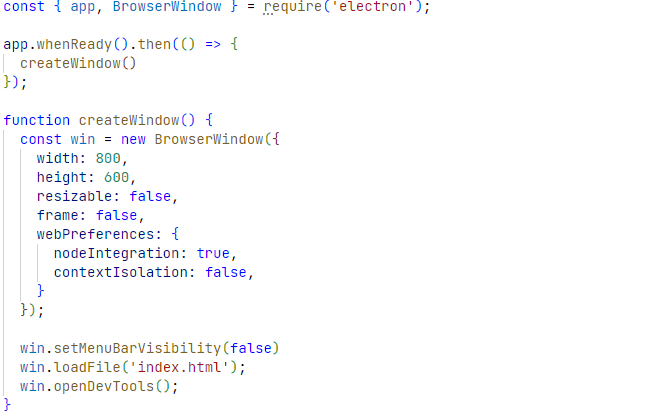 const { app, BrowserWindow } = require('electron');

app.whenReady().then(() => {
  createWindow()
});

function createWindow() {
  const win = new BrowserWindow({
    width: 800,
    height: 600,
    resizable: false,
    frame: false,
    webPreferences: {
      nodeIntegration: true,
      contextIsolation: false,
    }
  });

  win.setMenuBarVisibility(false)
  win.loadFile('index.html');
  win.openDevTools();
}